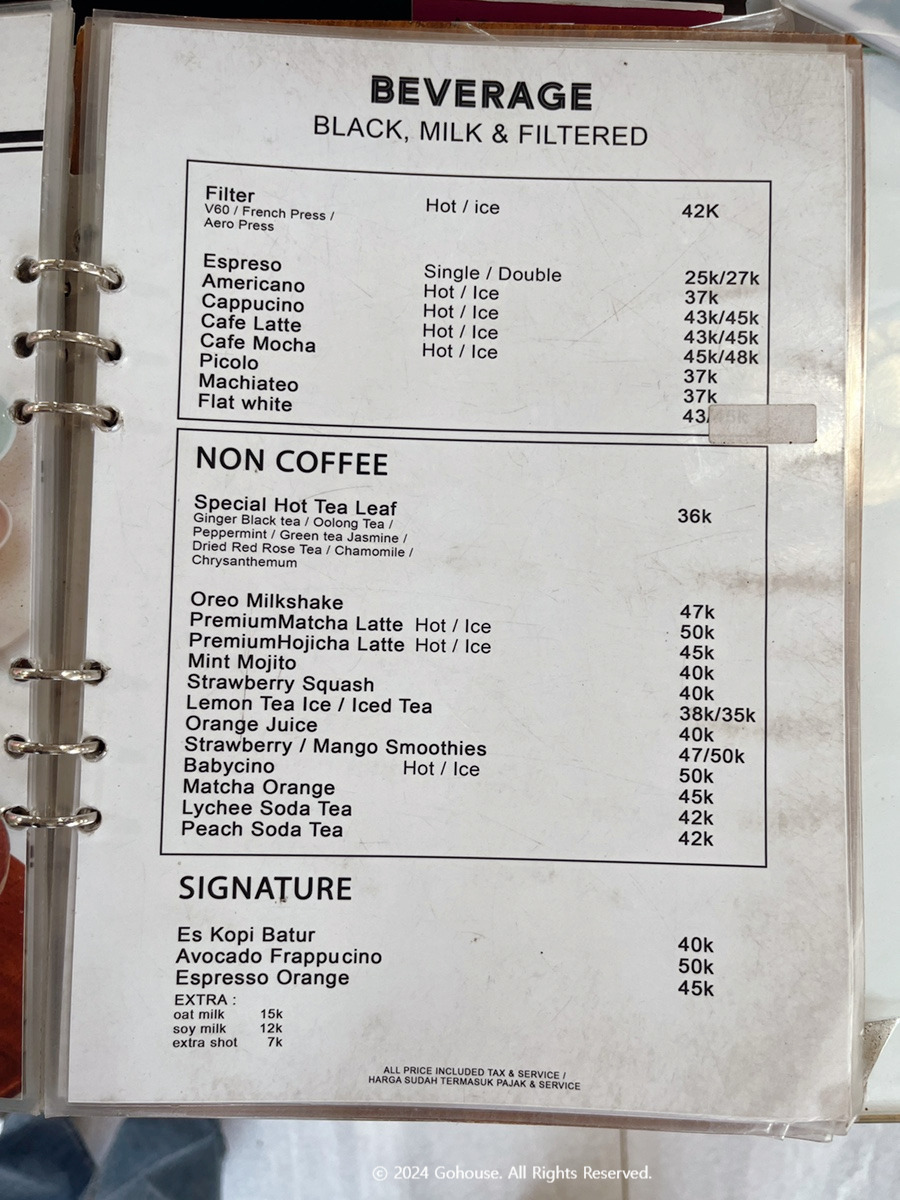 BEVERAGE
BLACK, MILK & FILTERED
Filter Hot / ice 42K
V60 / French Press /
Aero Press
Espreso Single / Double 25k/27k
Americano Hot / Ice 37k
Cappucino Hot / Ice 43k/45k
Cafe Latte Hot / Ice 43k/45k
Cafe Mocha Hot / Ice 45k/48k
Picolo 37k
Machiateo 37k
Flat white 43/45k
NON COFFEE
Special Hot Tea Leaf 36k
Ginger Black tea / Oolong Tea /
Peppermint / Green tea Jasmine /
Dried Red Rose Tea / Chamomile /
Chrysanthemum
Oreo Milkshake 47k
PremiumMatcha Latte Hot / Ice 50k
PremiumHojicha Latte Hot / Ice 45k
Mint Mojito 40k
Strawberry Squash 40k
Lemon Tea Ice / Iced Tea 38k/35k
Orange Juice 40k
Strawberry / Mango Smoothies 47/50k
Babycino Hot / Ice 50k
Matcha Orange 45k
Lychee Soda Tea 42k
Peach Soda Tea 42k
SIGNATURE
Es Kopi Batur 40k
Avocado Frappucino 50k
Espresso Orange 45k
EXTRA :
oat milk 15k
soy milk 12k
extra shot 7k
ALL PRICE INCLUDED TAX & SERVICE /
HARGA SUDAH TERMASUK PAJAK & SERVICE
© 2024 Gohouse. All Rights Reserved.